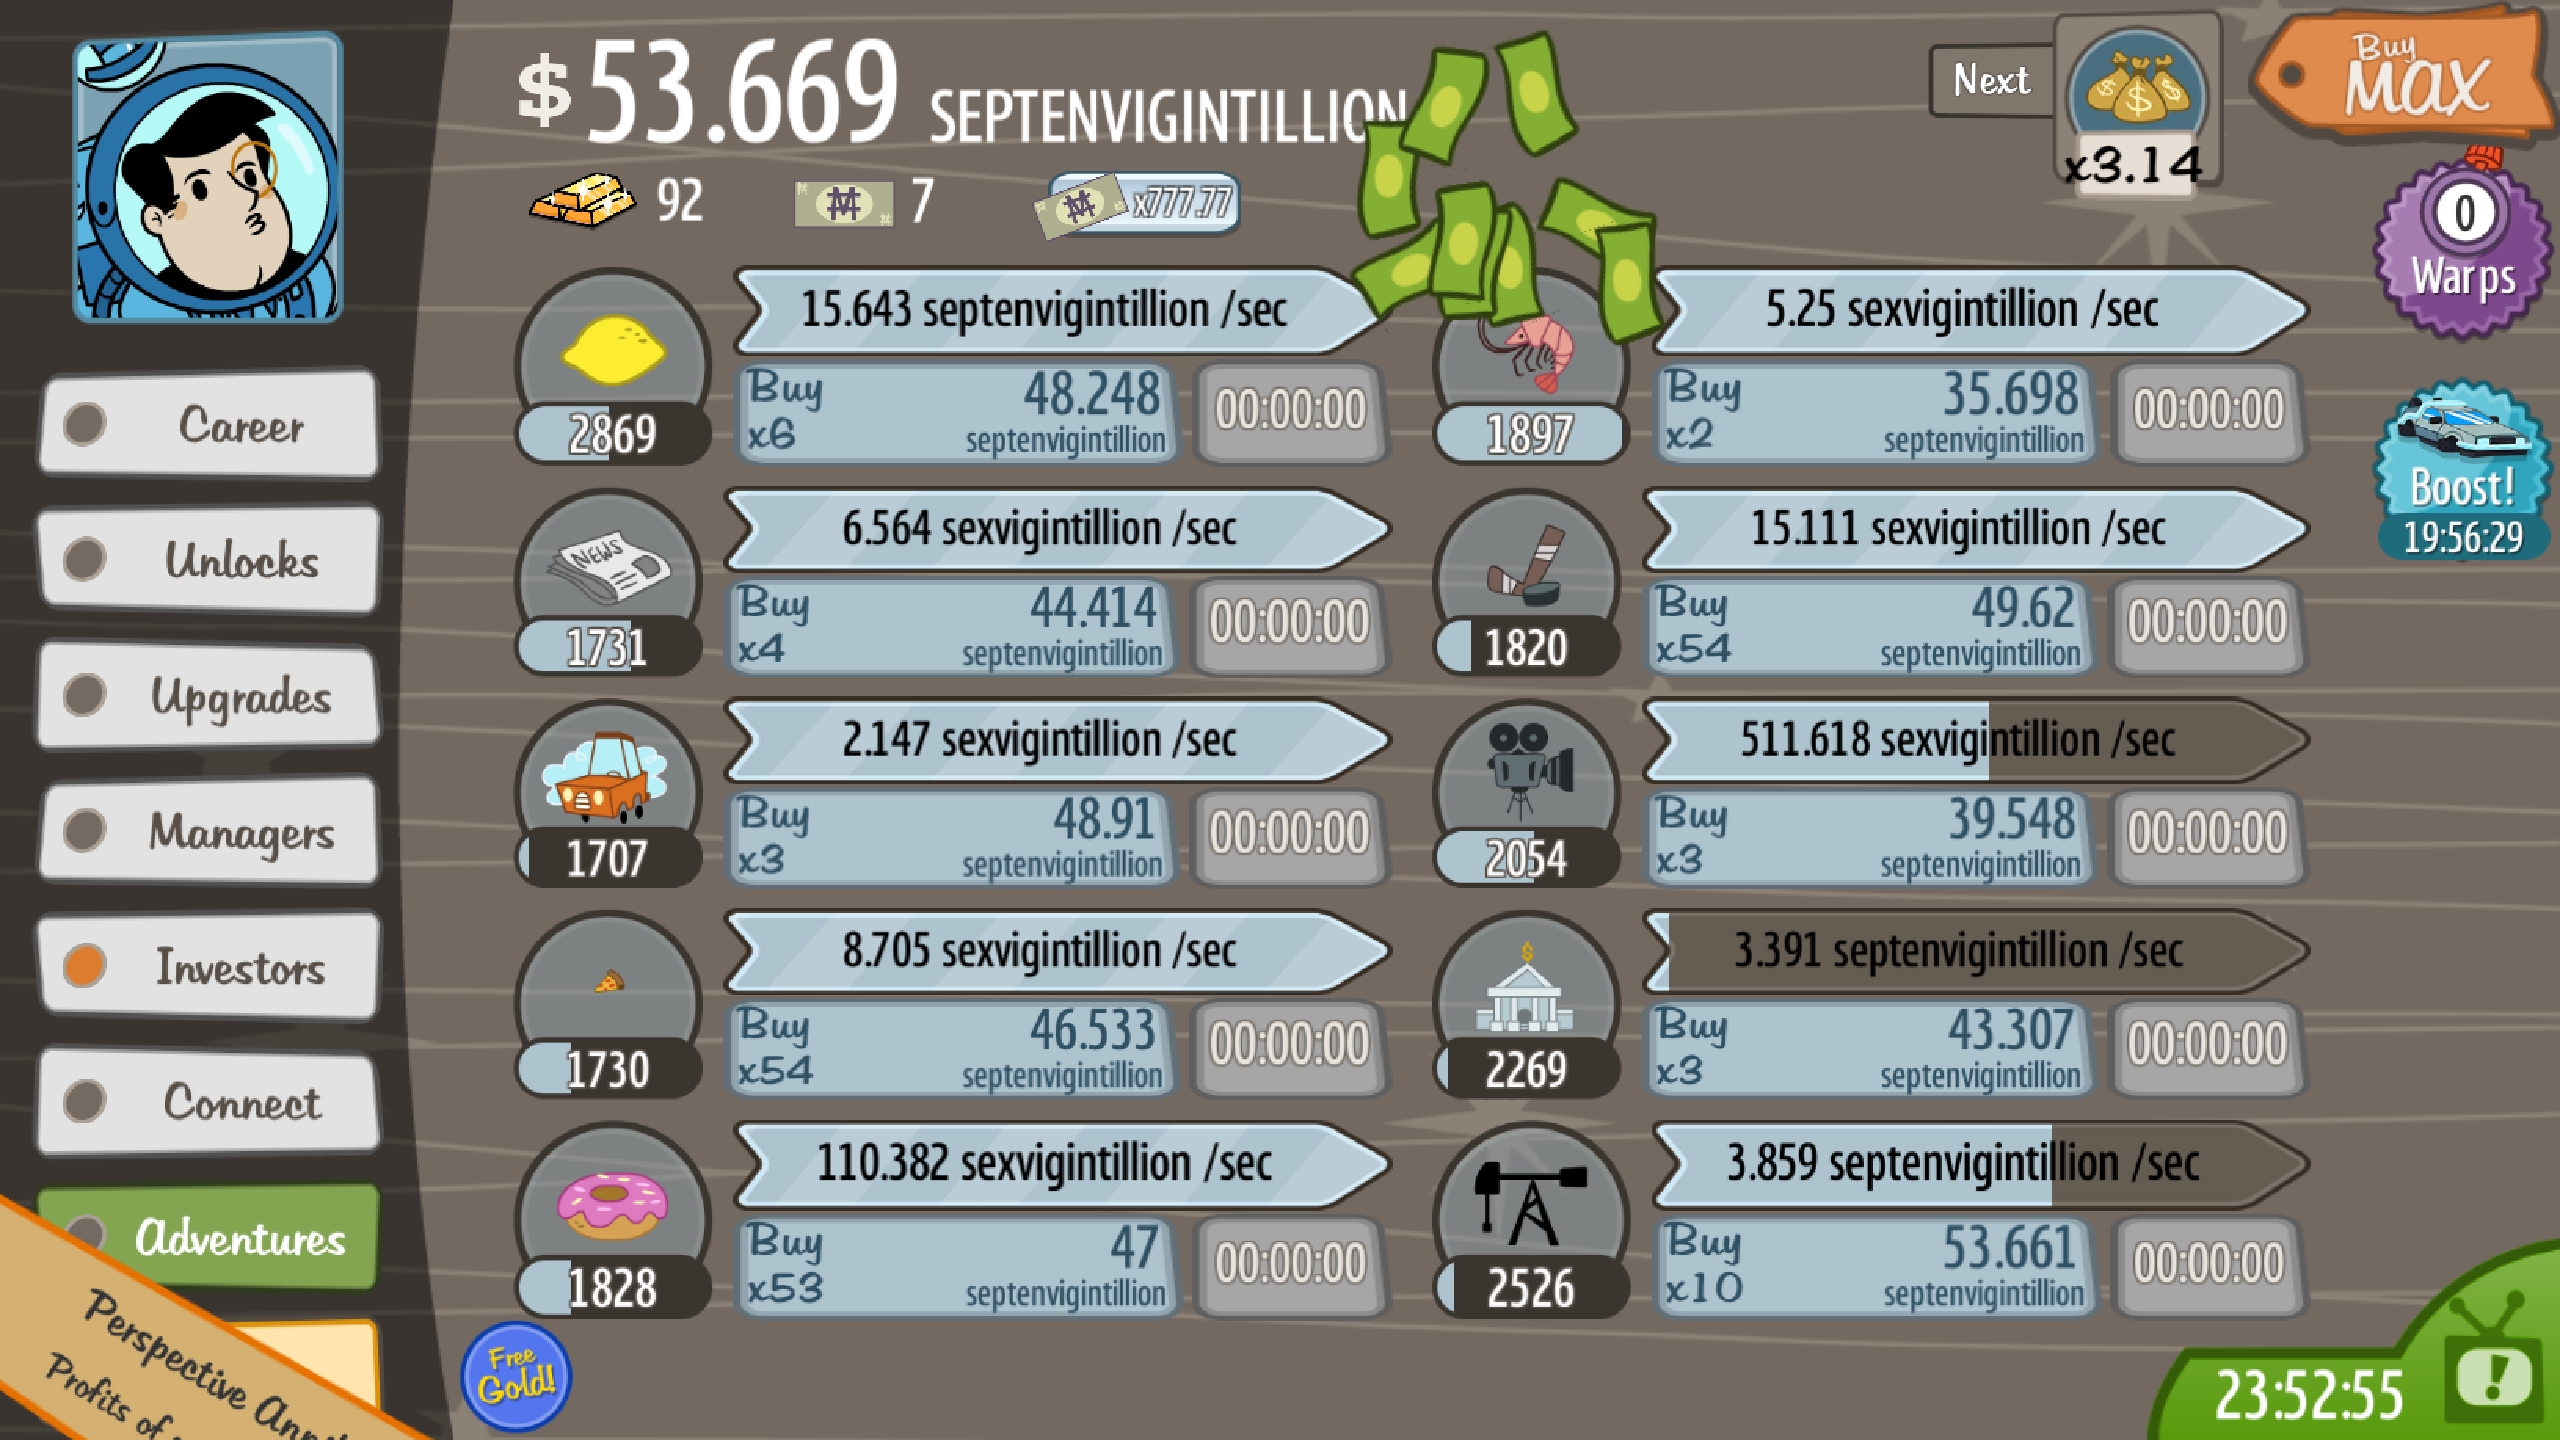 $53.669 SEPTENVIGINTILLION
Next
x3.14
Buy
MAX
92
7
x777.77
0
Warps
Boost!
19:56:29
Career
Unlocks
Upgrades
Managers
Investors
Connect
Adventures
Perspective
Profits of
15.643 septenvigintillion /sec
2869
Buy
x6
48.248
septenvigintillion
00:00:00
5.25 sexvigintillion /sec
1897
Buy
x2
35.698
septenvigintillion
00:00:00
6.564 sexvigintillion /sec
NEWS
1731
Buy
x4
44.414
septenvigintillion
00:00:00
15.111 sexvigintillion /sec
1820
Buy
x54
49.62
septenvigintillion
00:00:00
2.147 sexvigintillion /sec
1707
Buy
x3
48.91
septenvigintillion
00:00:00
511.618 sexvigintillion /sec
2054
Buy
x3
39.548
septenvigintillion
00:00:00
8.705 sexvigintillion /sec
1730
Buy
x54
46.533
septenvigintillion
00:00:00
3.391 septenvigintillion /sec
2269
Buy
x3
43.307
septenvigintillion
00:00:00
110.382 sexvigintillion /sec
1828
Buy
x53
47
septenvigintillion
00:00:00
3.859 septenvigintillion /sec
2526
Buy
x10
53.661
septenvigintillion
00:00:00
Free
Gold!
23:52:55